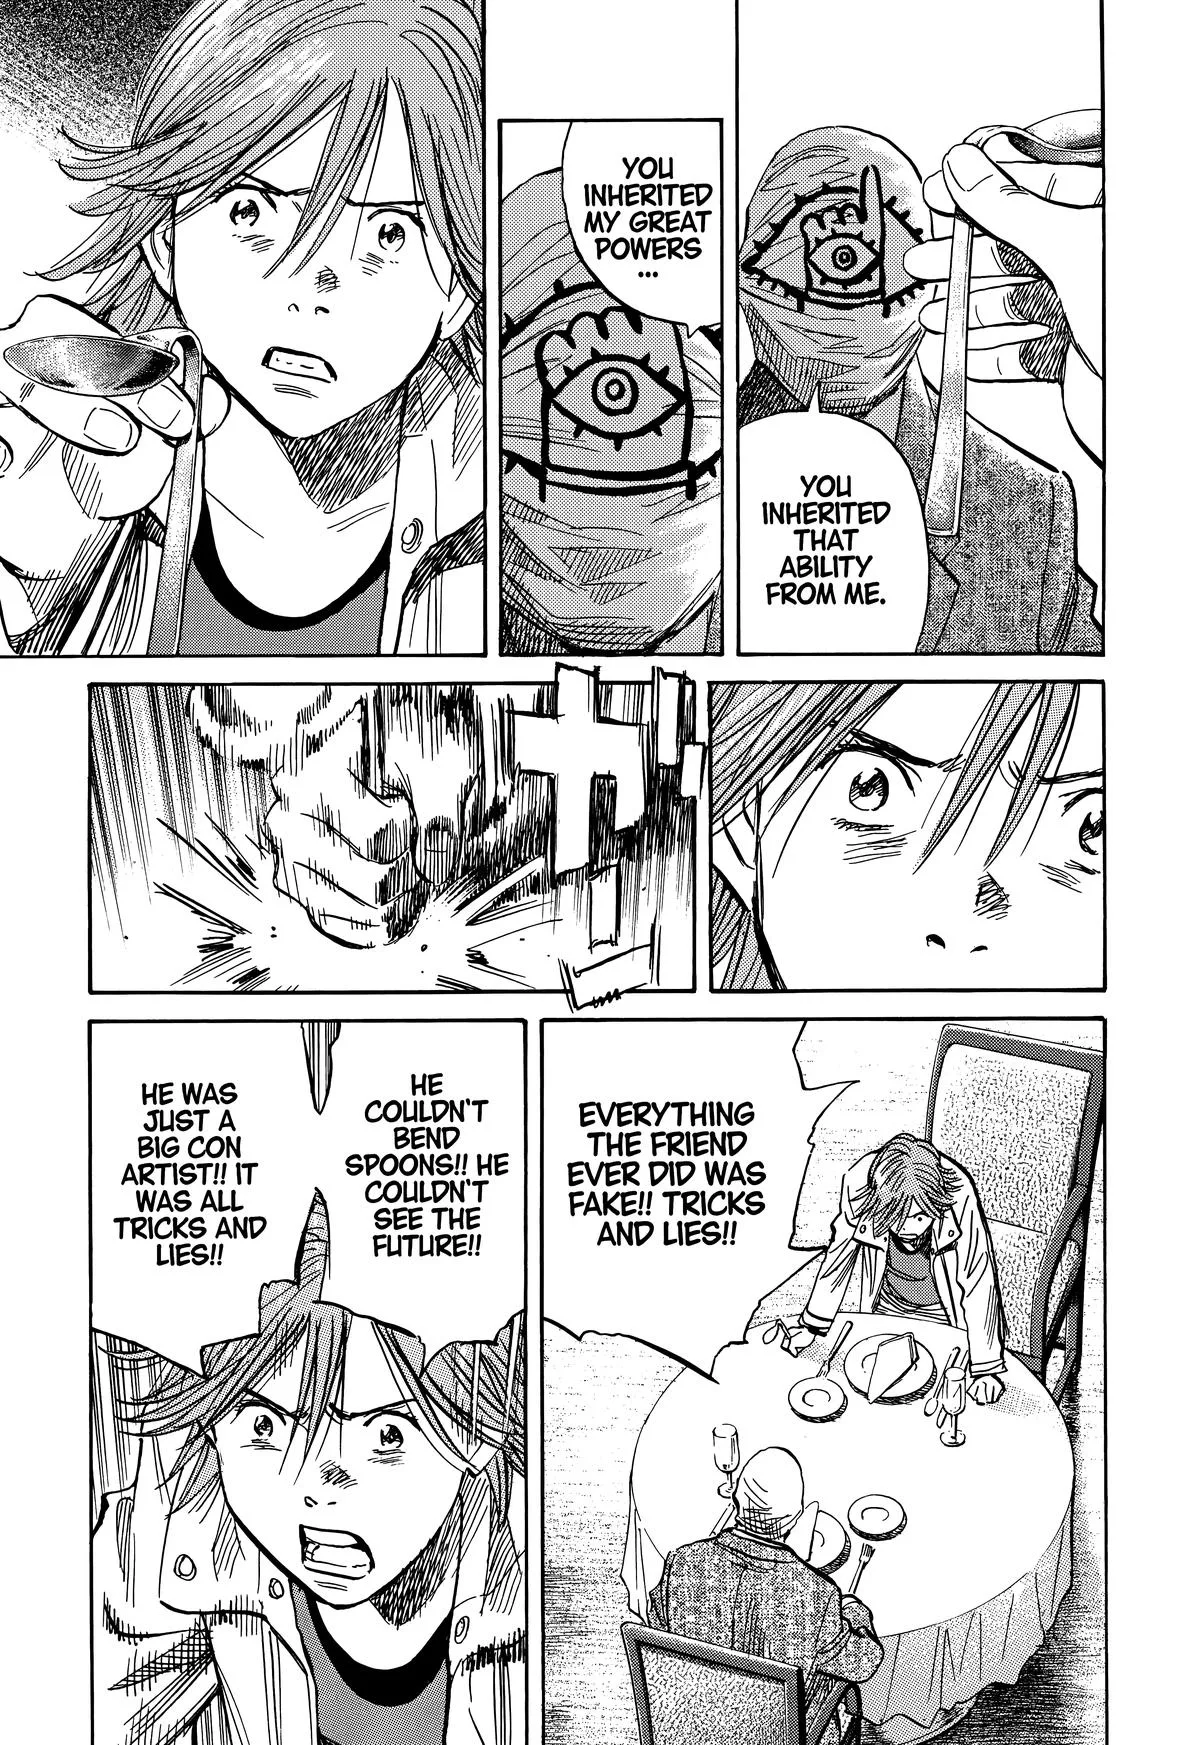 YOU
INHERITED
THAT
ABILITY
FROM ME.
YOU
INHERITED
MY GREAT
POWERS
...
EVERYTHING
THE FRIEND
EVER DID WAS
FAKE!! TRICKS
AND LIES!!
HE
COULDN'T
BEND
SPOONS!! HE
COULDN'T
SEE THE
FUTURE!!
HE WAS
JUST A
BIG CON
ARTIST!! IT
WAS ALL
TRICKS AND
LIES!!